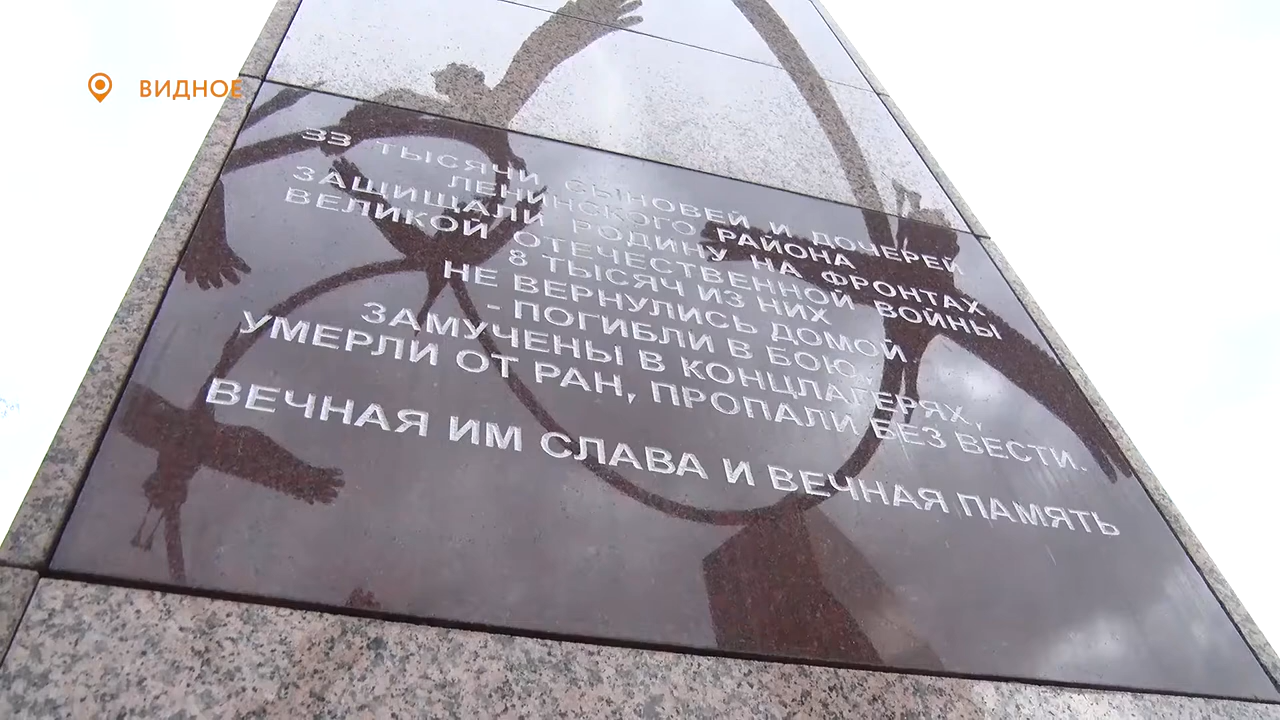 ВИДНОЕ
33 ТЫСЯЧИ СЫНОВЕЙ И ДОЧЕРЕЙ
ЛЕНИНСКОГО РАЙОНА
ЗАЩИЩАЛИ РОДИНУ НА ФРОНТАХ
ВЕЛИКОЙ ОТЕЧЕСТВЕННОЙ ВОЙНЫ
8 ТЫСЯЧ ИЗ НИХ
НЕ ВЕРНУЛИСЬ ДОМОЙ
- ПОГИБЛИ В БОЮ,
ЗАМУЧЕНЫ В КОНЦЛАГЕРЯХ,
УМЕРЛИ ОТ РАН, ПРОПАЛИ БЕЗ ВЕСТИ.
ВЕЧНАЯ ИМ СЛАВА И ВЕЧНАЯ ПАМЯТЬ